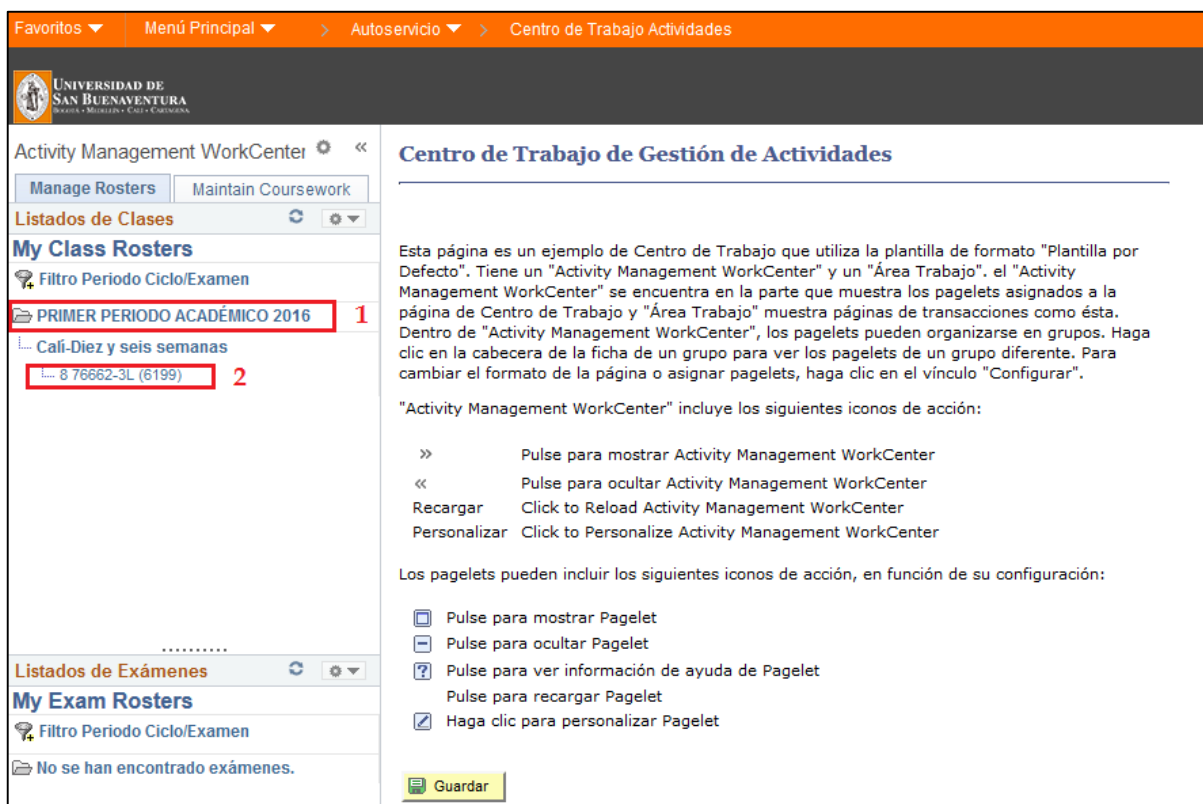 Favoritos Menú Principal > Autoservicio > Centro de Trabajo Actividades
UNIVERSIDAD DE
SAN BUENAVENTURA
BOGOTÁ • MEDELLÍN • CALI • CARTAGENA
Activity Management WorkCenter «
Manage Rosters Maintain Coursework
Listados de Clases
My Class Rosters
Filtro Periodo Ciclo/Examen
PRIMER PERIODO ACADÉMICO 2016 1
Cali-Diez y seis semanas
8 76662-3L (6199) 2
Listados de Exámenes
My Exam Rosters
Filtro Periodo Ciclo/Examen
No se han encontrado exámenes.
Centro de Trabajo de Gestión de Actividades
Esta página es un ejemplo de Centro de Trabajo que utiliza la plantilla de formato "Plantilla por
Defecto". Tiene un "Activity Management WorkCenter" y un "Área Trabajo". el "Activity
Management WorkCenter" se encuentra en la parte que muestra los pagelets asignados a la
página de Centro de Trabajo y "Área Trabajo" muestra páginas de transacciones como ésta.
Dentro de "Activity Management WorkCenter", los pagelets pueden organizarse en grupos. Haga
clic en la cabecera de la ficha de un grupo para ver los pagelets de un grupo diferente. Para
cambiar el formato de la página o asignar pagelets, haga clic en el vínculo "Configurar".
"Activity Management WorkCenter" incluye los siguientes iconos de acción:
» Pulse para mostrar Activity Management WorkCenter
« Pulse para ocultar Activity Management WorkCenter
Recargar Click to Reload Activity Management WorkCenter
Personalizar Click to Personalize Activity Management WorkCenter
Los pagelets pueden incluir los siguientes iconos de acción, en función de su configuración:
Pulse para mostrar Pagelet
Pulse para ocultar Pagelet
? Pulse para ver información de ayuda de Pagelet
Pulse para recargar Pagelet
Haga clic para personalizar Pagelet
Guardar